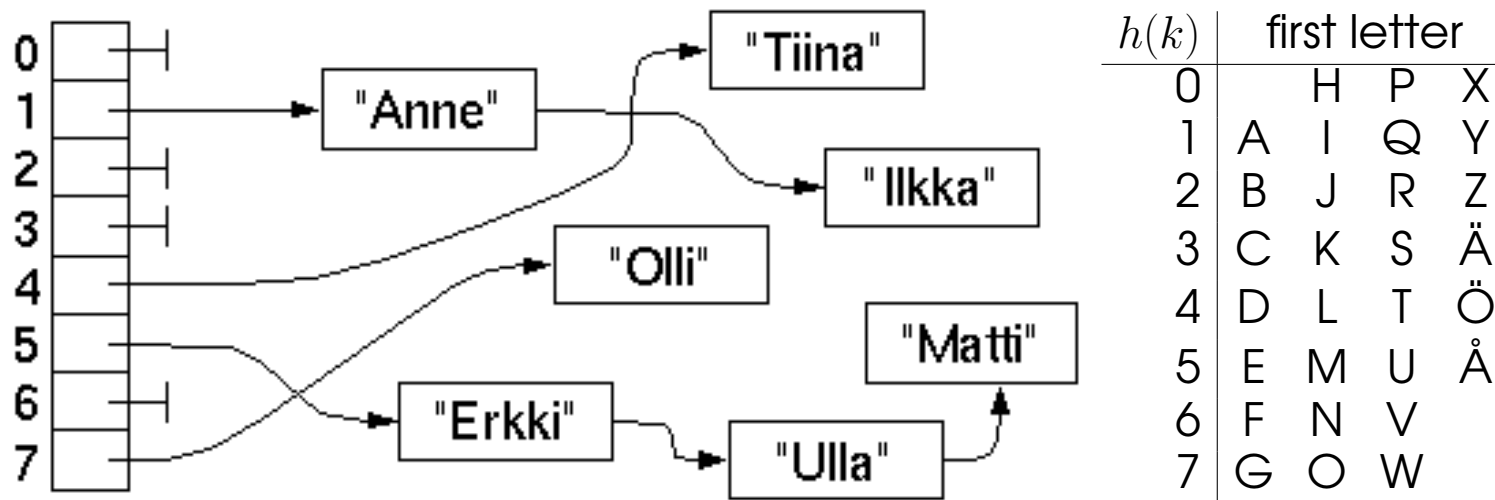 0
1
2
3
4
5
6
7
"Tiina"
"Anne"
"Ilkka"
"Olli"
"Matti"
"Erkki"
"Ulla"
h(k) first letter
0 H P X
1 A I Q Y
2 B J R Z
3 C K S Ä
4 D L T Ö
5 E M U Å
6 F N V
7 G O W